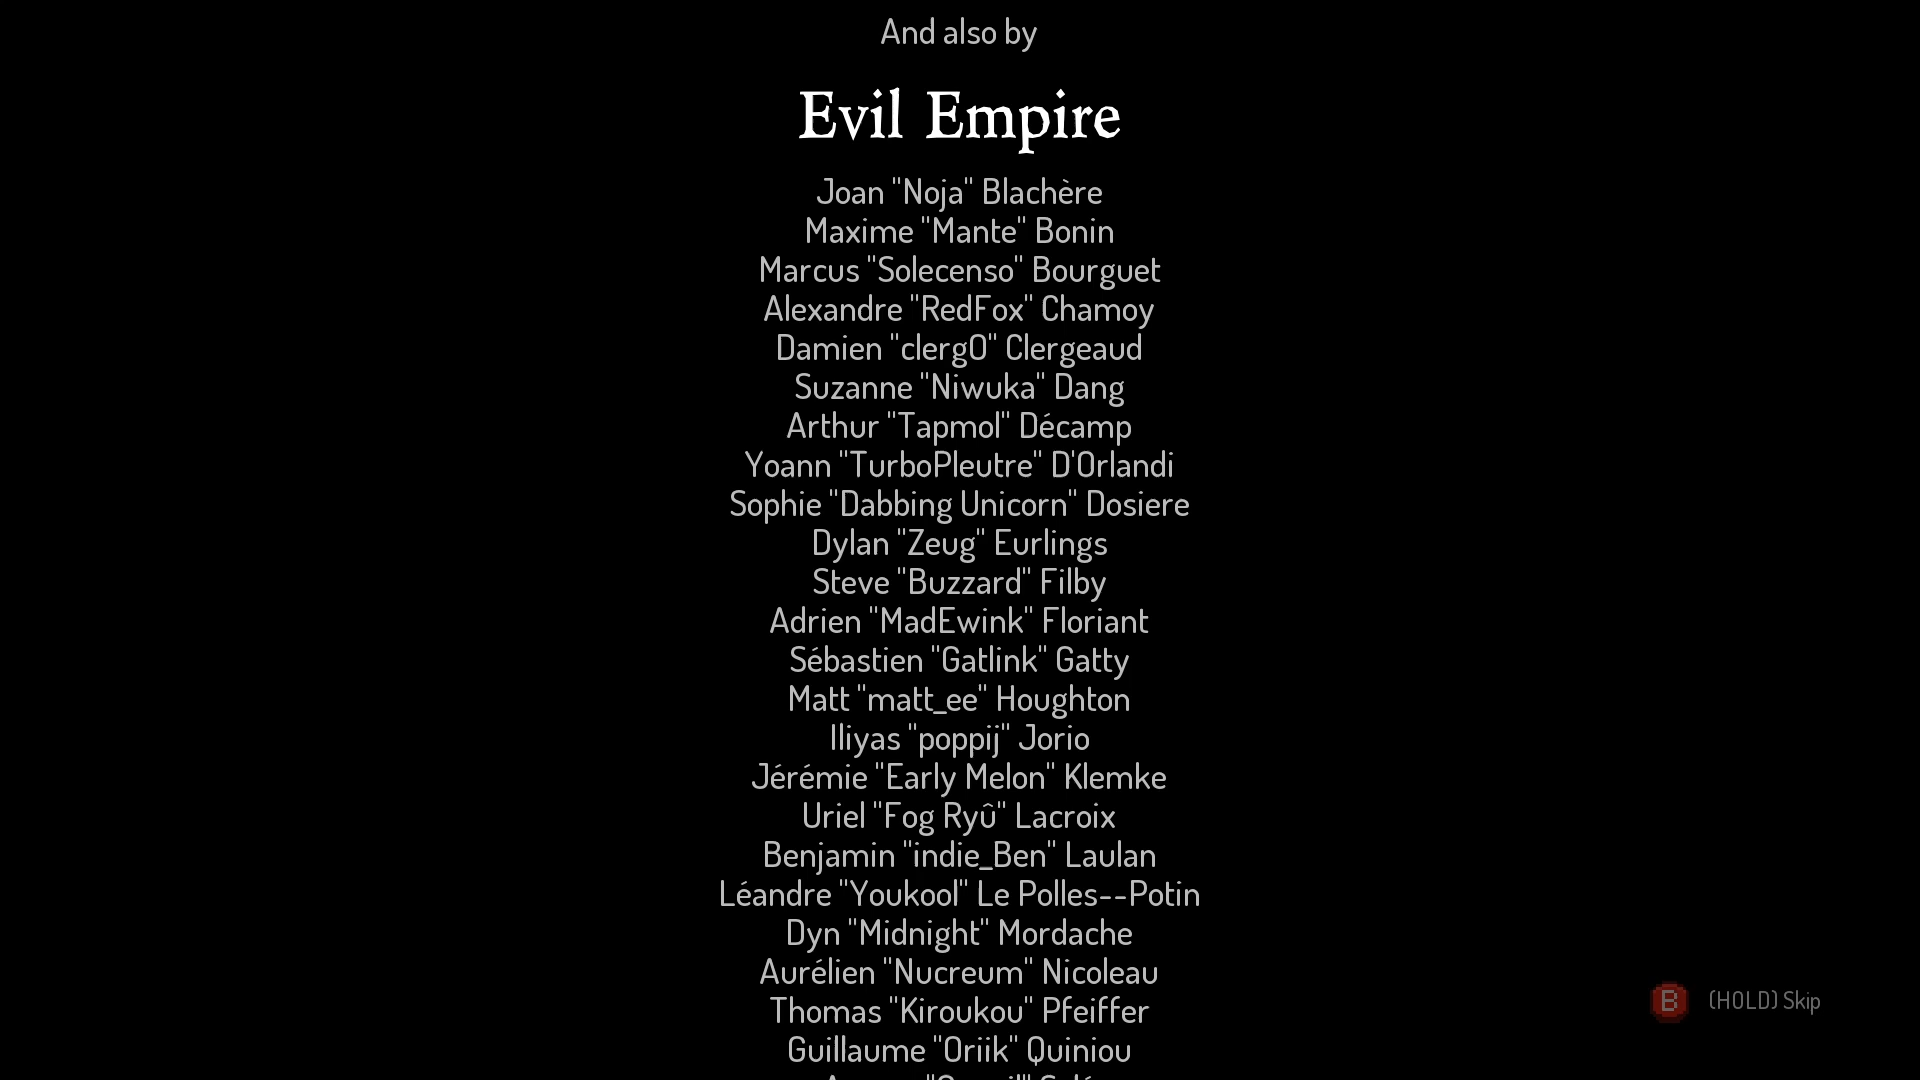 And also by
Evil Empire
Joan "Noja" Blachère
Maxime "Mante" Bonin
Marcus "Solecenso" Bourguet
Alexandre "RedFox" Chamoy
Damien "clerg0" Clergeaud
Suzanne "Niwuka" Dang
Arthur "Tapmol" Décamp
Yoann "TurboPleutre" D'Orlandi
Sophie "Dabbing Unicorn" Dosiere
Dylan "Zeug" Eurlings
Steve "Buzzard" Filby
Adrien "MadEwink" Floriant
Sébastien "Gatlink" Gatty
Matt "matt_ee" Houghton
Iliyas "poppij" Jorio
Jérémie "Early Melon" Klemke
Uriel "Fog Ryû" Lacroix
Benjamin "indie_Ben" Laulan
Léandre "Youkool" Le Polles--Potin
Dyn "Midnight" Mordache
Aurélien "Nucreum" Nicoleau
Thomas "Kiroukou" Pfeiffer
B (HOLD) Skip
Guillaume "Oriik" Quiniou